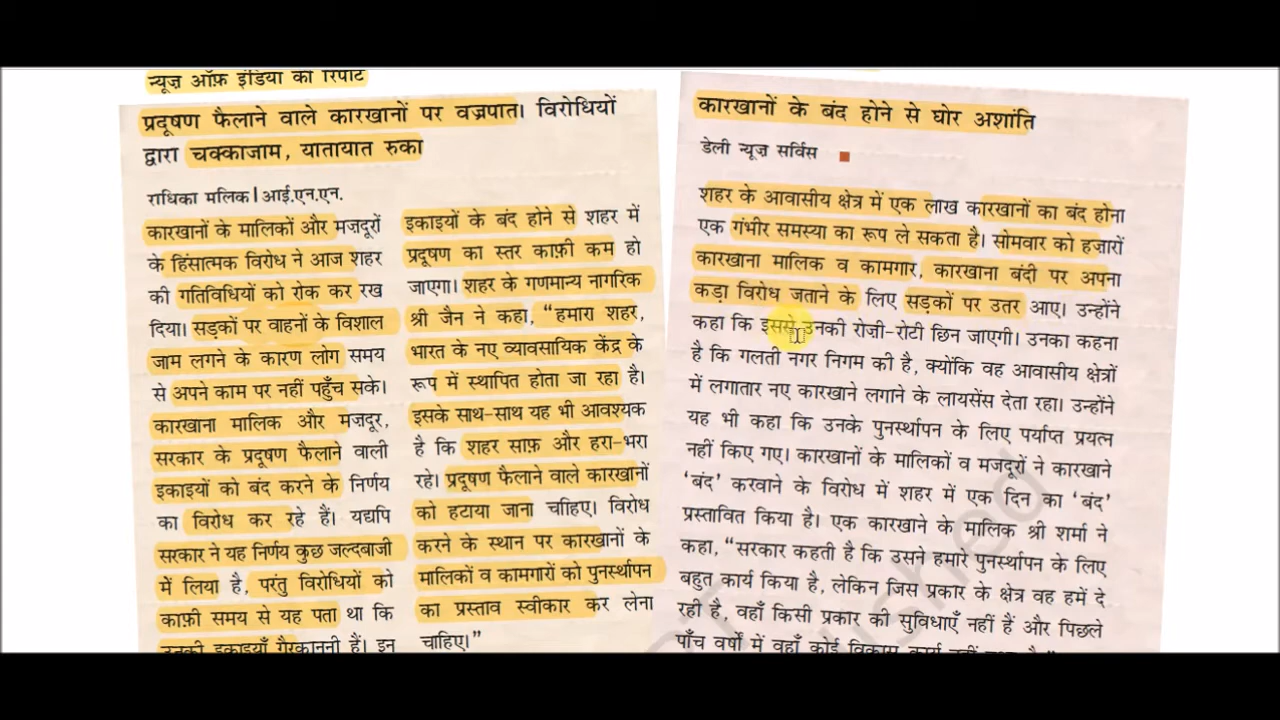 न्यूज़ ऑफ़ इंडिया की रिपोर्ट
प्रदूषण फैलाने वाले कारखानों पर वज्रपात। विरोधियों
द्वारा चक्काजाम, यातायात रुका
राधिका मलिक। आई.एन.एन.
कारखानों के मालिकों और मजदूरों
के हिंसात्मक विरोध ने आज शहर
की गतिविधियों को रोक कर रख
दिया। सड़कों पर वाहनों के विशाल
जाम लगने के कारण लोग समय
से अपने काम पर नहीं पहुँच सके।
कारखाना मालिक और मजदूर,
सरकार के प्रदूषण फैलाने वाली
इकाइयों को बंद करने के निर्णय
का विरोध कर रहे हैं। यद्यपि
सरकार ने यह निर्णय कुछ जल्दबाजी
में लिया है, परंतु विरोधियों को
काफ़ी समय से यह पता था कि
उनकी इकाइयाँ गैरकानूनी हैं। इन
इकाइयों के बंद होने से शहर में
प्रदूषण का स्तर काफ़ी कम हो
जाएगा। शहर के गणमान्य नागरिक
श्री जैन ने कहा, “हमारा शहर,
भारत के नए व्यावसायिक केंद्र के
रूप में स्थापित होता जा रहा है।
इसके साथ-साथ यह भी आवश्यक
है कि शहर साफ़ और हरा-भरा
रहे। प्रदूषण फैलाने वाले कारखानों
को हटाया जाना चाहिए। विरोध
करने के स्थान पर कारखानों के
मालिकों व कामगारों को पुनर्स्थापन
का प्रस्ताव स्वीकार कर लेना
चाहिए।”
कारखानों के बंद होने से घोर अशांति
डेली न्यूज़ सर्विस
शहर के आवासीय क्षेत्र में एक लाख कारखानों का बंद होना
एक गंभीर समस्या का रूप ले सकता है। सोमवार को हजारों
कारखाना मालिक व कामगार, कारखाना बंदी पर अपना
कड़ा विरोध जताने के लिए सड़कों पर उतर आए। उन्होंने
कहा कि इससे उनकी रोज़ी-रोटी छिन जाएगी। उनका कहना
है कि गलती नगर निगम की है, क्योंकि वह आवासीय क्षेत्रों
में लगातार नए कारखाने लगाने के लायसेंस देता रहा। उन्होंने
यह भी कहा कि उनके पुनर्स्थापन के लिए पर्याप्त प्रयत्न
नहीं किए गए। कारखानों के मालिकों व मजदूरों ने कारखाने
‘बंद’ करवाने के विरोध में शहर में एक दिन का ‘बंद’
प्रस्तावित किया है। एक कारखाने के मालिक श्री शर्मा ने
कहा, “सरकार कहती है कि उसने हमारे पुनर्स्थापन के लिए
बहुत कार्य किया है, लेकिन जिस प्रकार के क्षेत्र वह हमें दे
रही है, वहाँ किसी प्रकार की सुविधाएँ नहीं हैं और पिछले
पाँच वर्षों में वहाँ कोई विकास कार्य नहीं